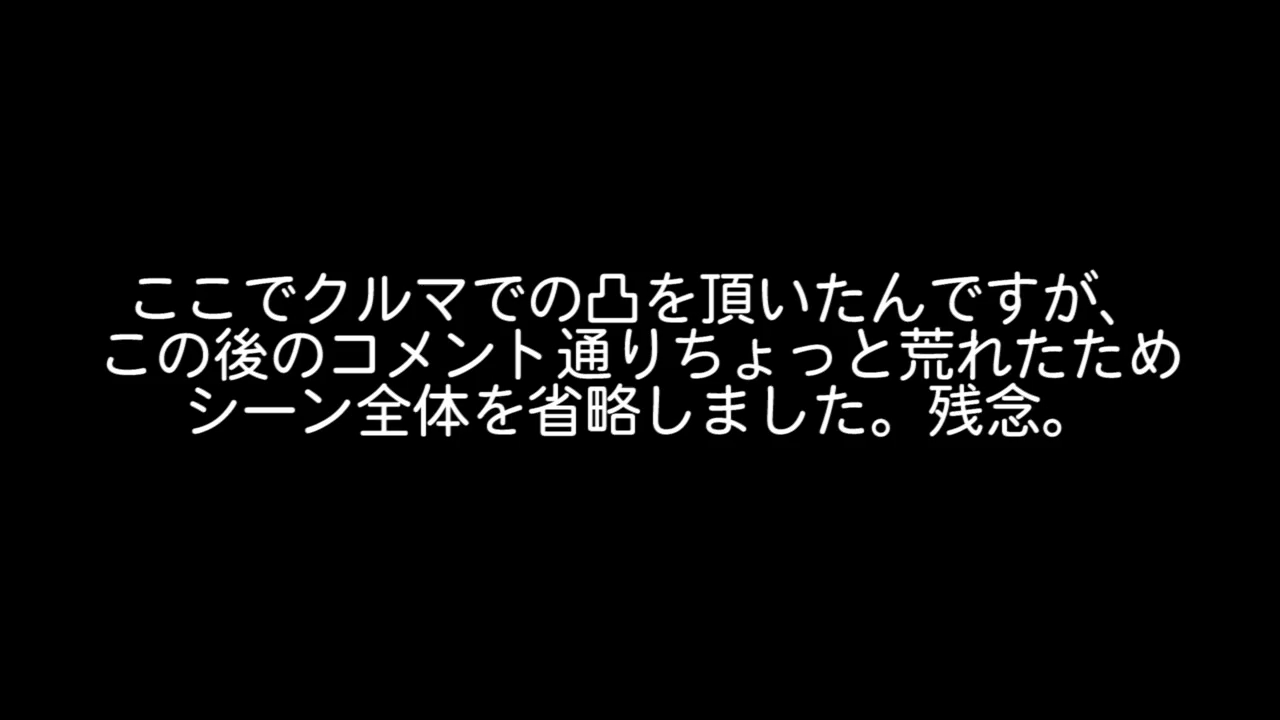 ここでクルマでの凸を頂いたんですが、
この後のコメント通りちょっと荒れたため
シーン全体を省略しました。残念。